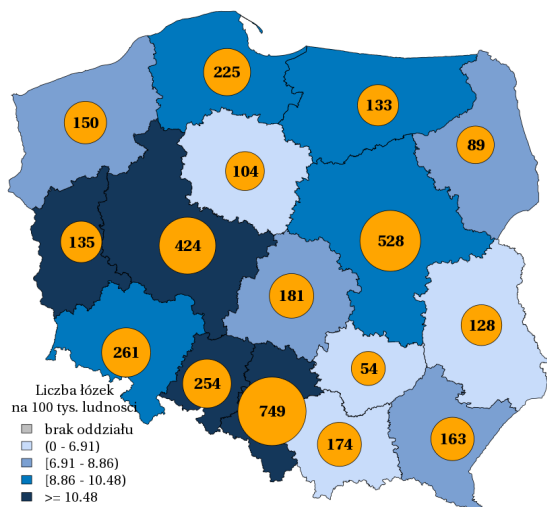 225
133
150
89
104
135
424
528
181
128
261
54
254
749
174
163
Liczba łózek
na 100 tys. ludności
brak oddziału
(0 - 6.91)
[6.91 - 8.86)
[8.86 - 10.48)
>= 10.48